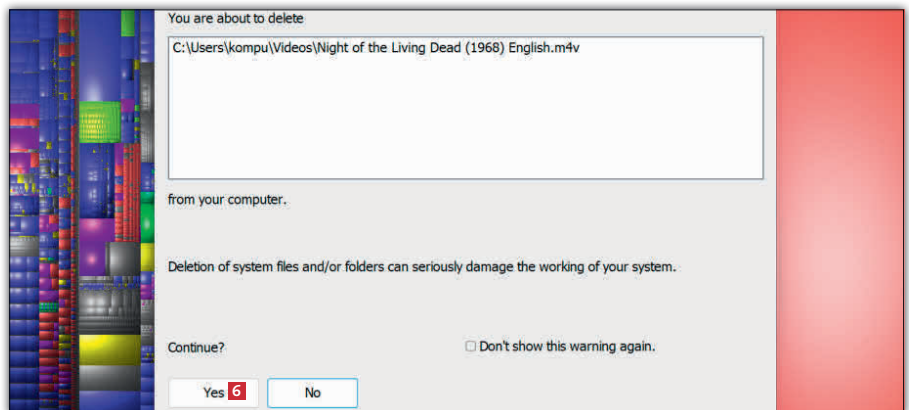 You are about to delete
C:\Users\kompu\Videos\Night of the Living Dead (1968) English.m4v
from your computer.
Deletion of system files and/or folders can seriously damage the working of your system.
Continue?
Don't show this warning again.
Yes 6 No